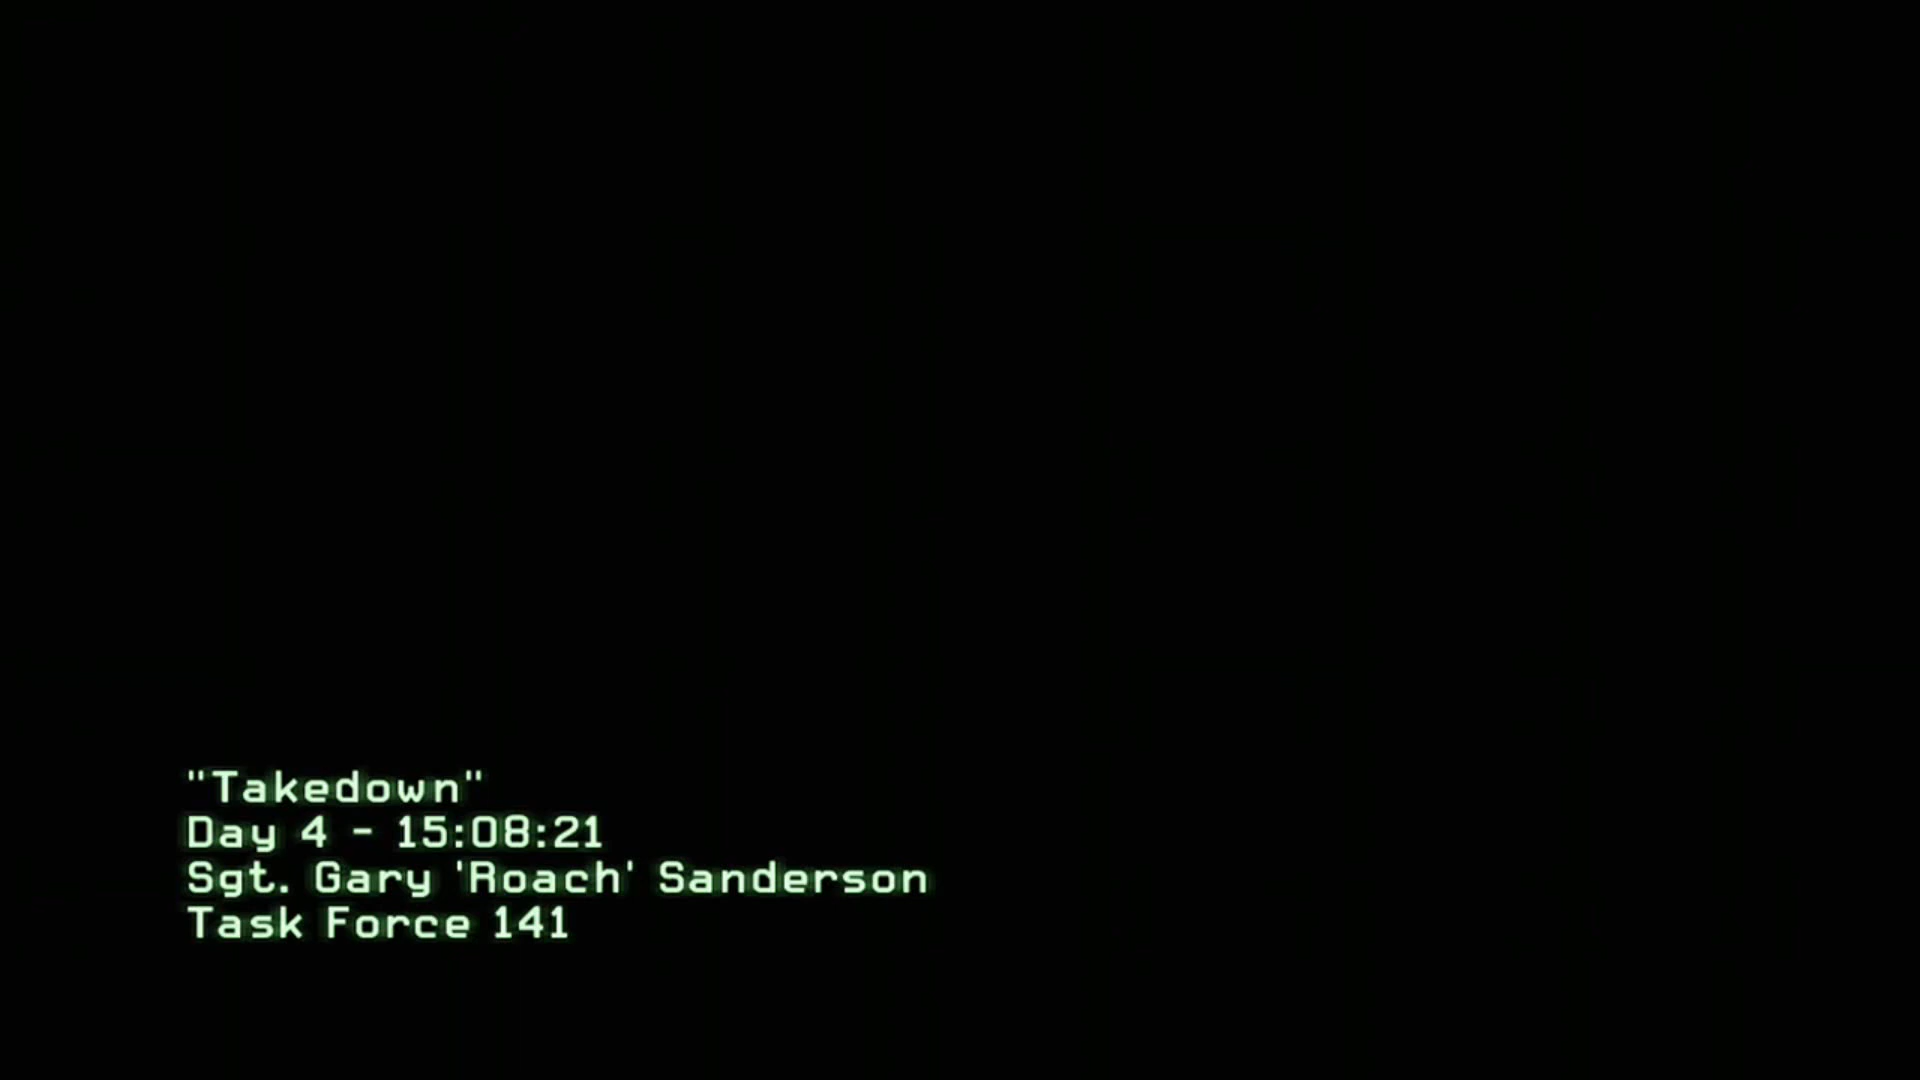 "Takedown"
Day 4 - 15:08:21
Sgt. Gary 'Roach' Sanderson
Task Force 141